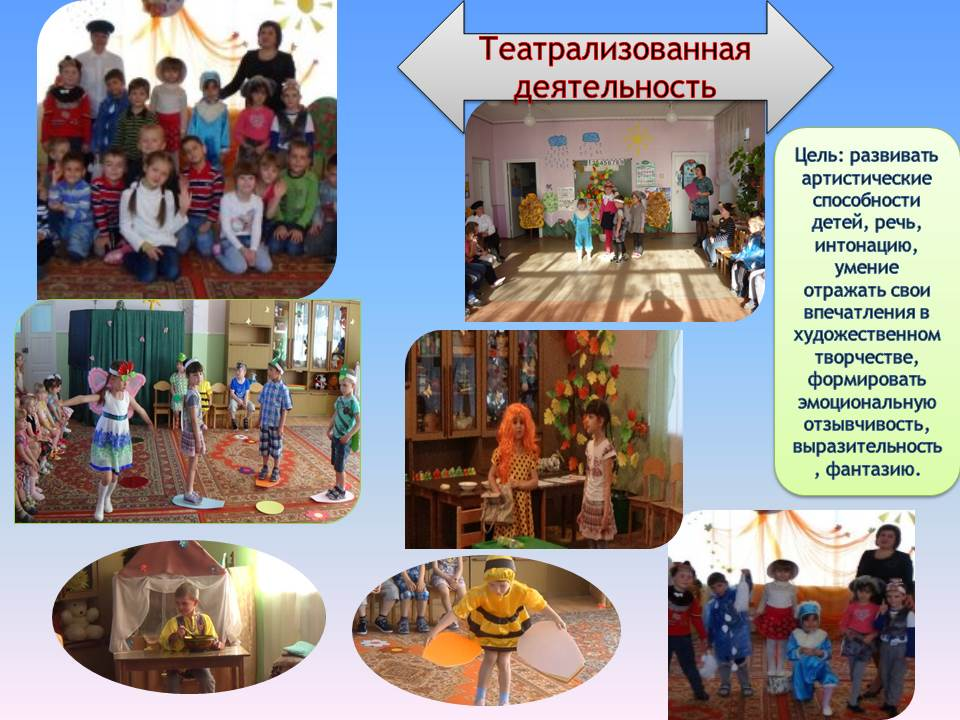 Театрализованная
деятельность
Цель: развивать
артистические
способности
детей, речь,
интонацию,
умение
отражать свои
впечатления в
художественном
творчестве,
формировать
эмоциональную
отзывчивость,
выразительность
, фантазию.